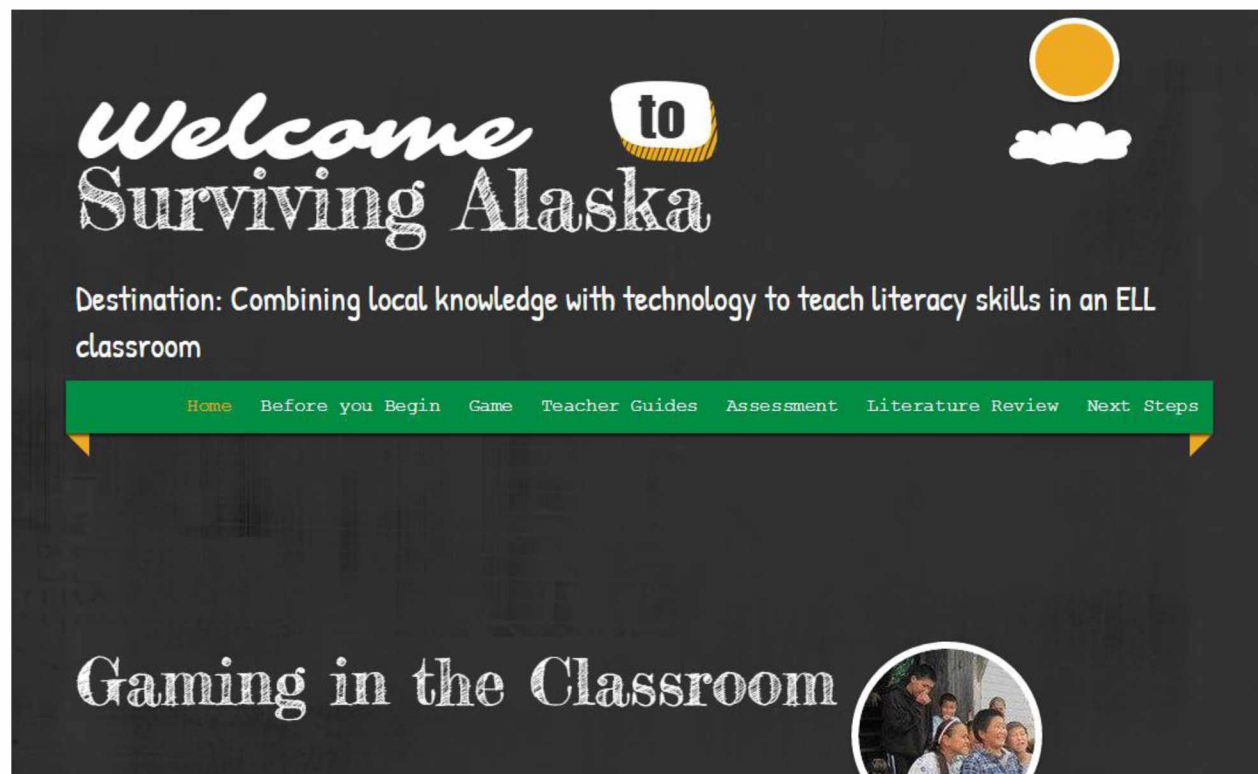 Welcome to
Surviving Alaska
Destination: Combining local knowledge with technology to teach literacy skills in an ELL
classroom
Home Before you Begin Game Teacher Guides Assessment Literature Review Next Steps
Gaming in the Classroom